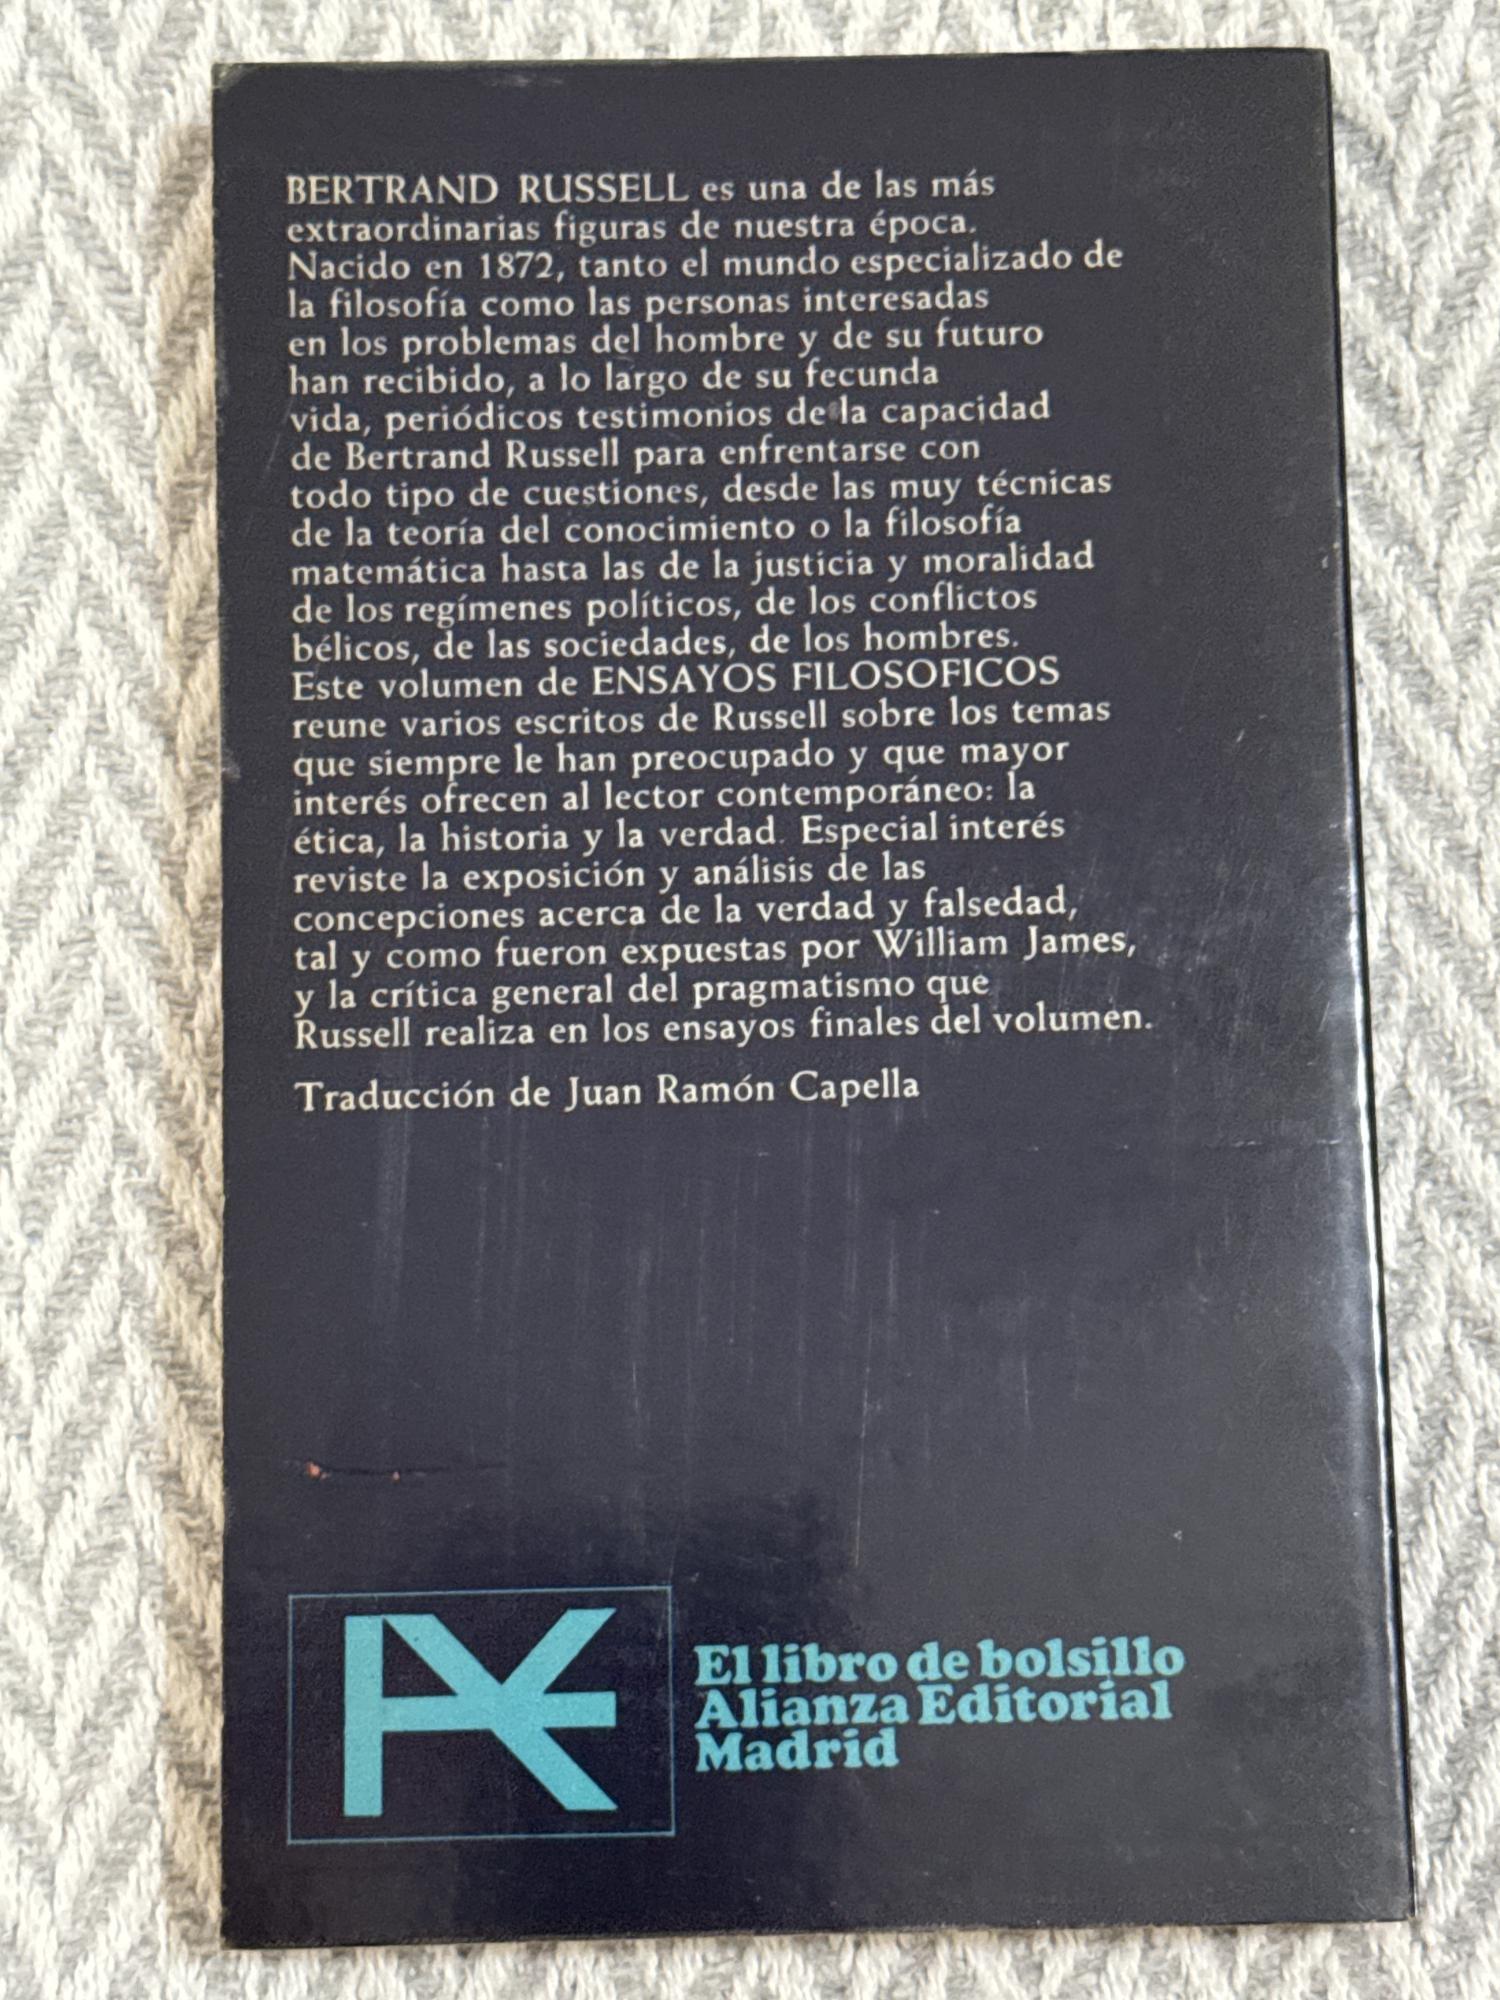 BERTRAND RUSSELL es una de las más
extraordinarias figuras de nuestra época.
Nacido en 1872, tanto el mundo especializado de
la filosofía como las personas interesadas
en los problemas del hombre y de su futuro
han recibido, a lo largo de su fecunda
vida, periódicos testimonios de la capacidad
de Bertrand Russell para enfrentarse con
todo tipo de cuestiones, desde las muy técnicas
de la teoría del conocimiento o la filosofía
matemática hasta las de la justicia y moralidad
de los regímenes políticos, de los conflictos
bélicos, de las sociedades, de los hombres.
Este volumen de ENSAYOS FILOSOFICOS
reune varios escritos de Russell sobre los temas
que siempre le han preocupado y que mayor
interés ofrecen al lector contemporáneo: la
ética, la historia y la verdad. Especial interés
reviste la exposición y análisis de las
concepciones acerca de la verdad y falsedad,
tal y como fueron expuestas por William James,
y la crítica general del pragmatismo que
Russell realiza en los ensayos finales del volumen.
Traducción de Juan Ramón Capella
El libro de bolsillo
Alianza Editorial
Madrid